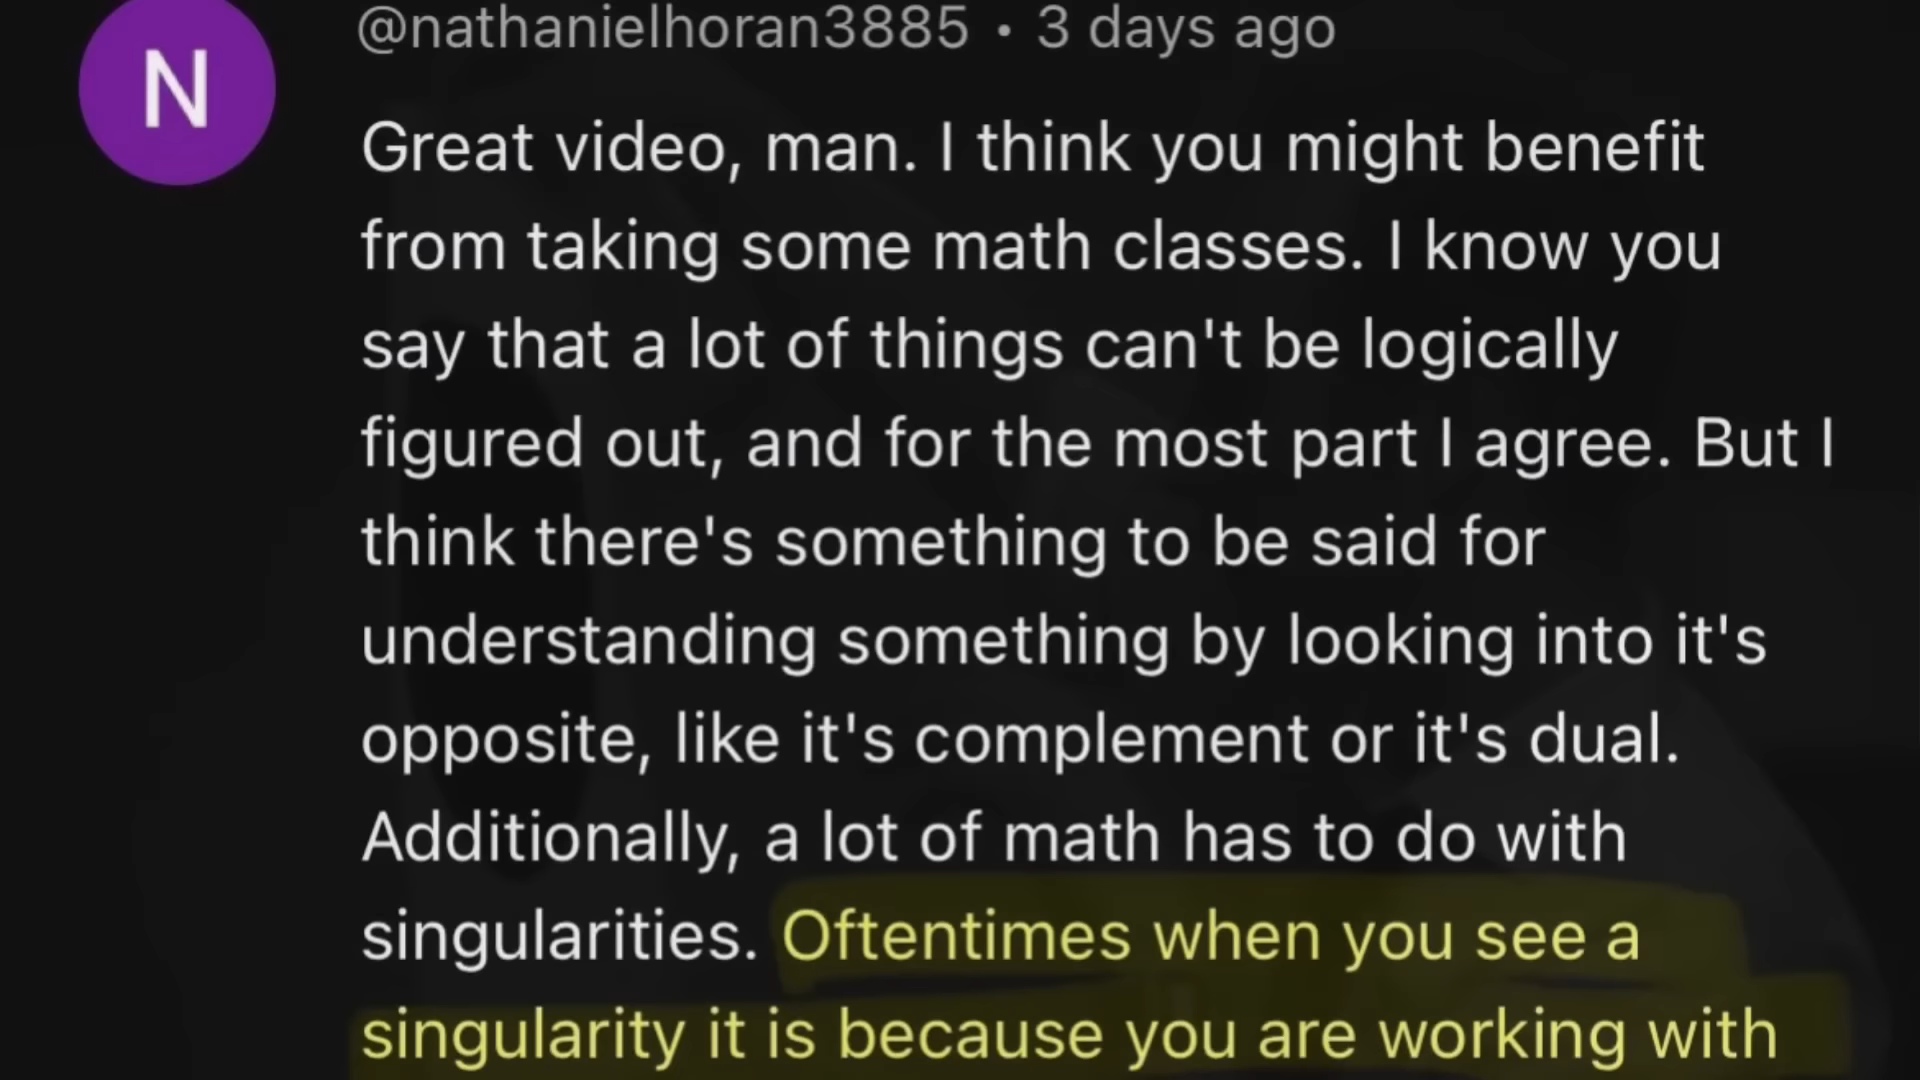 @nathanielhoran3885 • 3 days ago
N
Great video, man. I think you might benefit
from taking some math classes. I know you
say that a lot of things can't be logically
figured out, and for the most part I agree. But I
think there's something to be said for
understanding something by looking into it's
opposite, like it's complement or it's dual.
Additionally, a lot of math has to do with
singularities. Oftentimes when you see a
singularity it is because you are working with